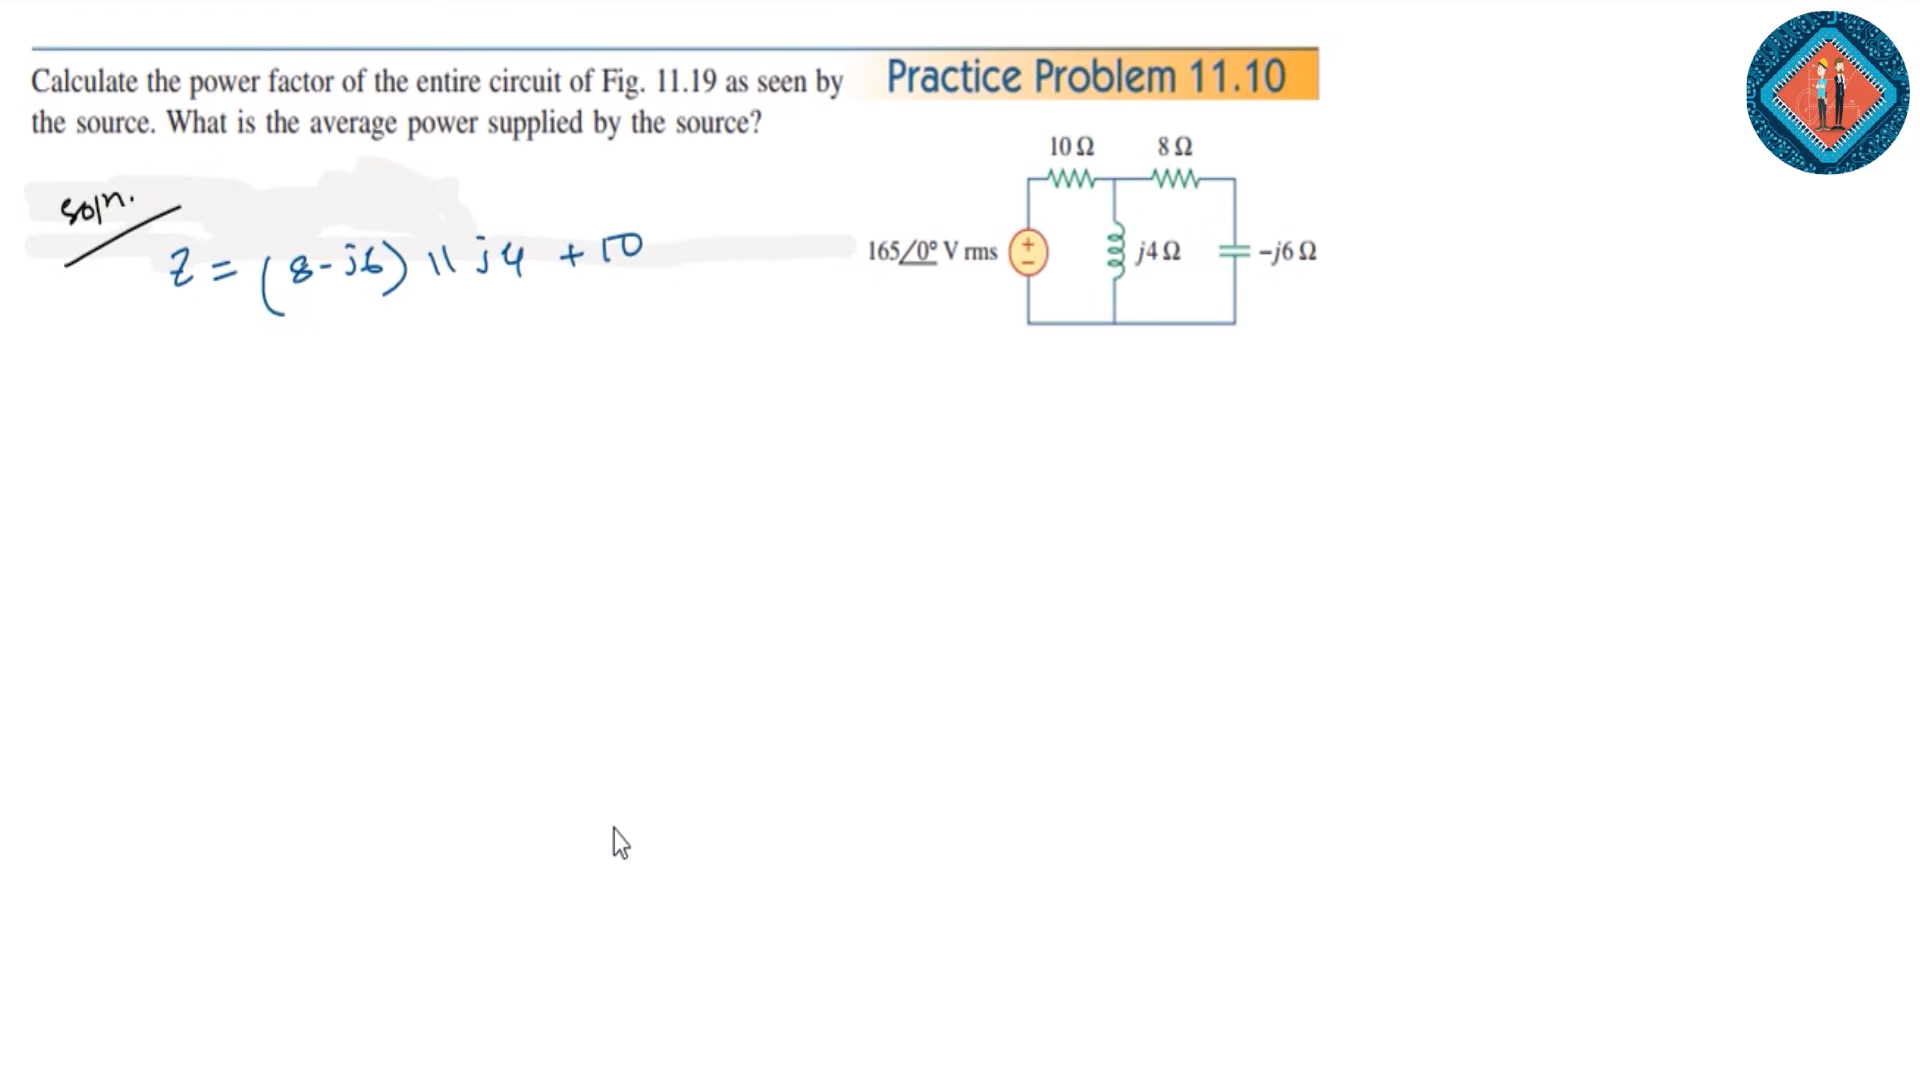 Calculate the power factor of the entire circuit of Fig. 11.19 as seen by
the source. What is the average power supplied by the source?
Practice Problem 11.10
10 Ω 8 Ω
165/0° V rms + − j4 Ω −j6 Ω
Soln.
Z = (8-j6) || j4 + 10